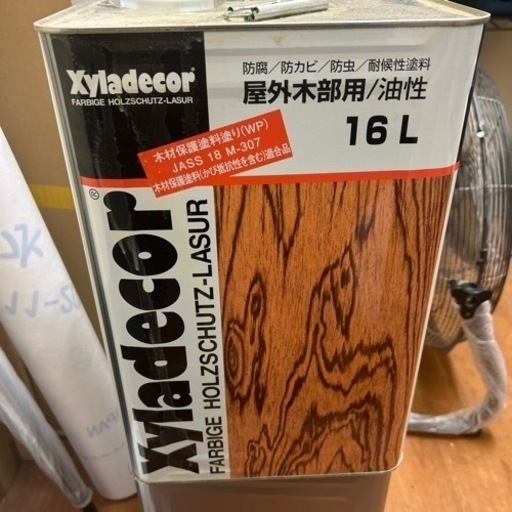 Xyladecor®
FARBIGE HOLZSCHUTZ-LASUR
防腐/防カビ/防虫/耐候性塗料
屋外木部用/油性
16L
木材保護塗料塗り(WP)
JASS 18 M-307
木材保護塗料(かび抵抗性を含む)適合品
Xyladecor®
FARBIGE HOLZSCHUTZ-LASUR